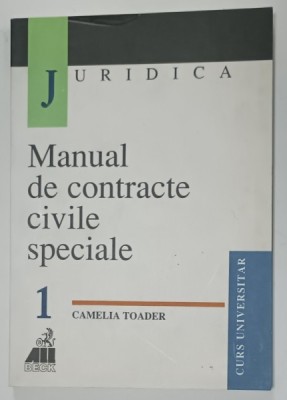 JURIDICA
Manual
de contracte
civile
speciale
1
CAMELIA TOADER
CURS UNIVERSITAR
ALL
BECK